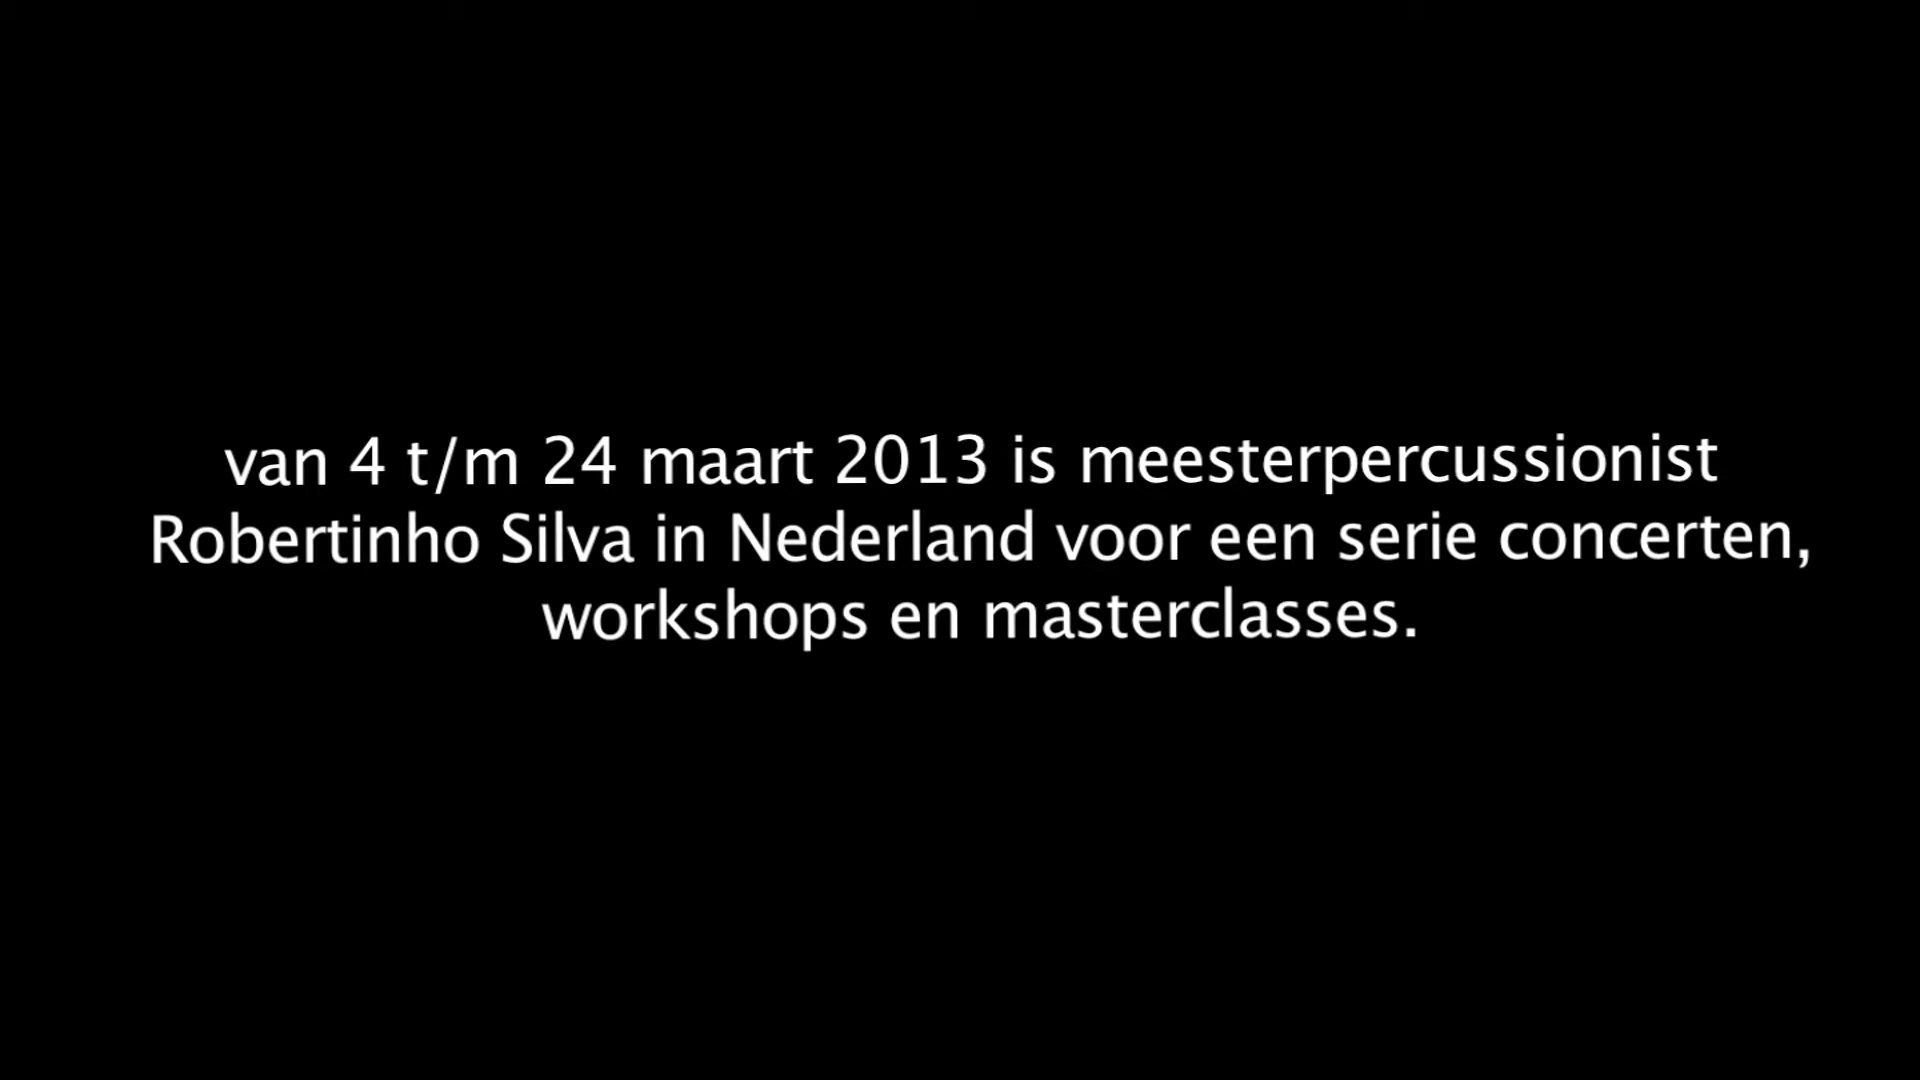 van 4 t/m 24 maart 2013 is meesterpercussionist
Robertinho Silva in Nederland voor een serie concerten,
workshops en masterclasses.